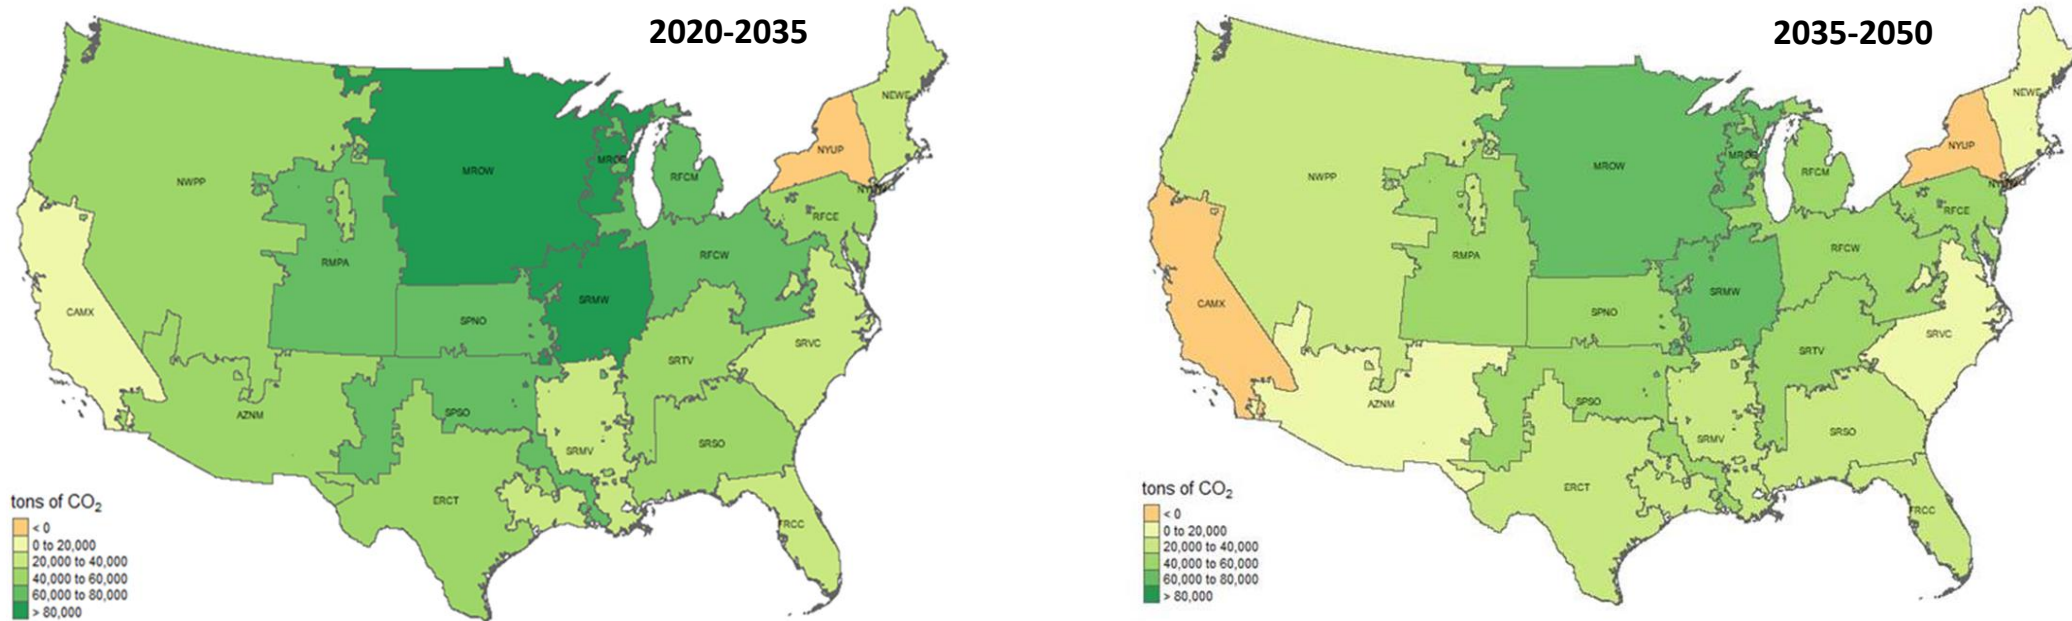 2020-2035
NEWE
NYUP
MROW
RFCM
NWPP
RFCE
RMPA
RFCW
SRMW
CAMX
SPNO
SRVC
SRTV
AZNM
SPSO
SRMV
SRSO
ERCT
FRCC
tons of CO₂
< 0
0 to 20,000
20,000 to 40,000
40,000 to 60,000
60,000 to 80,000
> 80,000
2035-2050
NEWE
NYUP
MROW
RFCM
NWPP
RFCE
RFCW
RMPA
SRMW
CAMX
SPNO
SRVC
SRTV
AZNM
SPSO
SRMV
SRSO
ERCT
FRCC
tons of CO₂
< 0
0 to 20,000
20,000 to 40,000
40,000 to 60,000
60,000 to 80,000
> 80,000